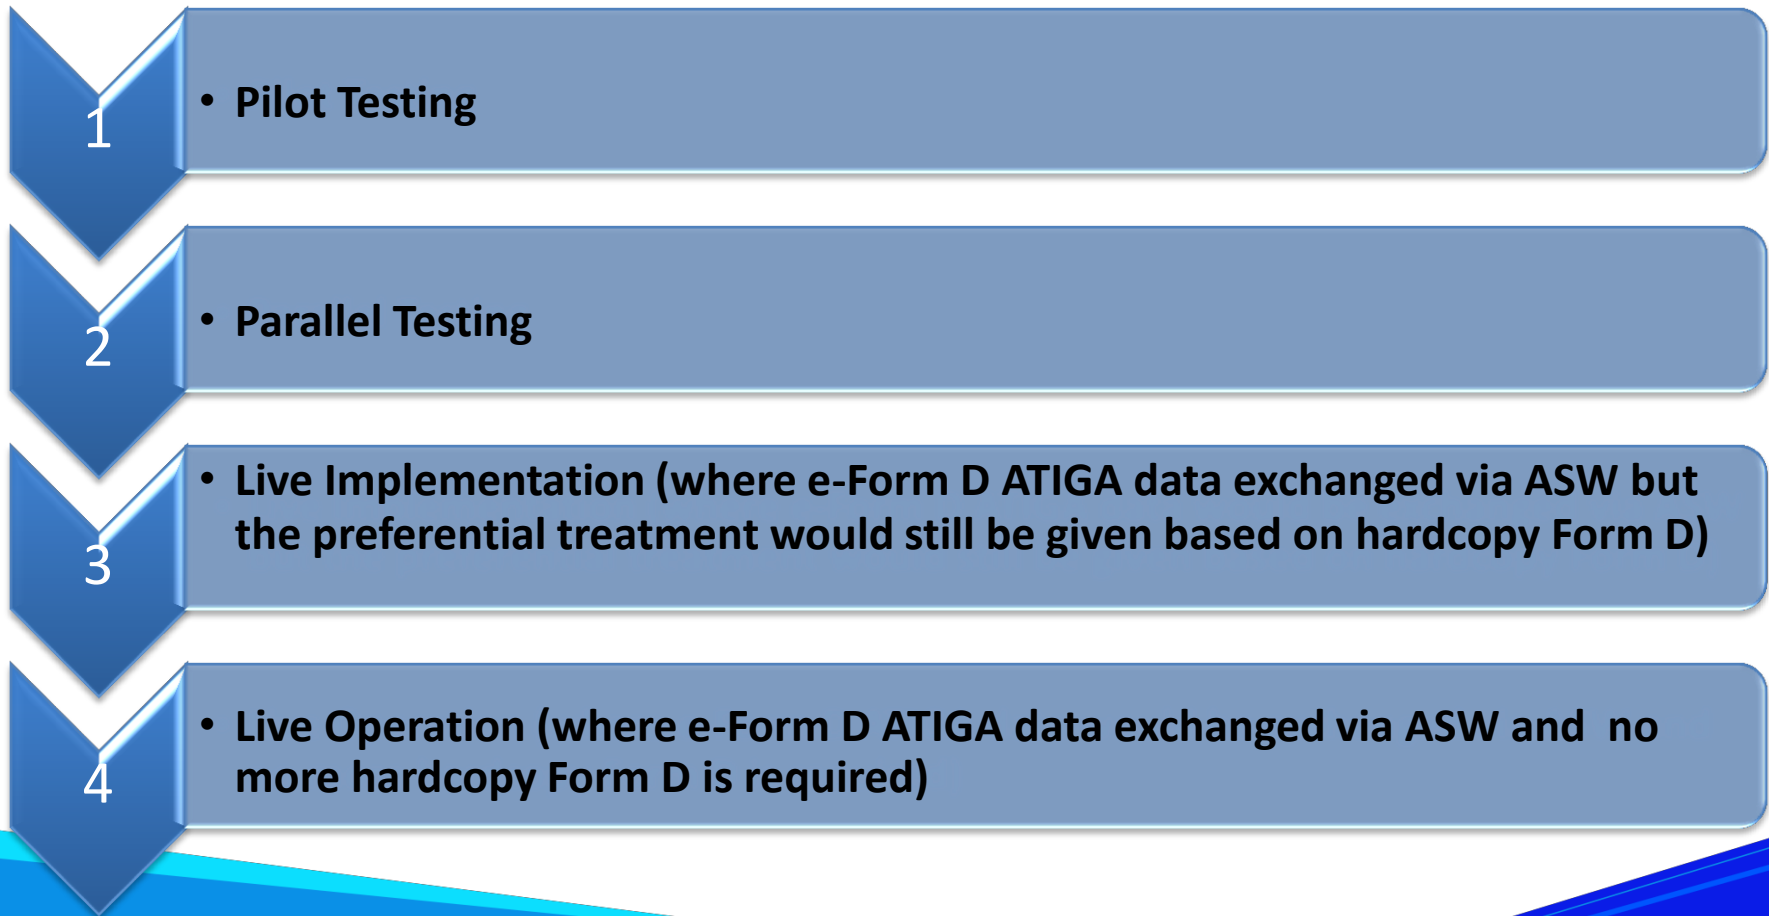 1
• Pilot Testing
2
• Parallel Testing
3
• Live Implementation (where e-Form D ATIGA data exchanged via ASW but
the preferential treatment would still be given based on hardcopy Form D)
4
• Live Operation (where e-Form D ATIGA data exchanged via ASW and  no
more hardcopy Form D is required)